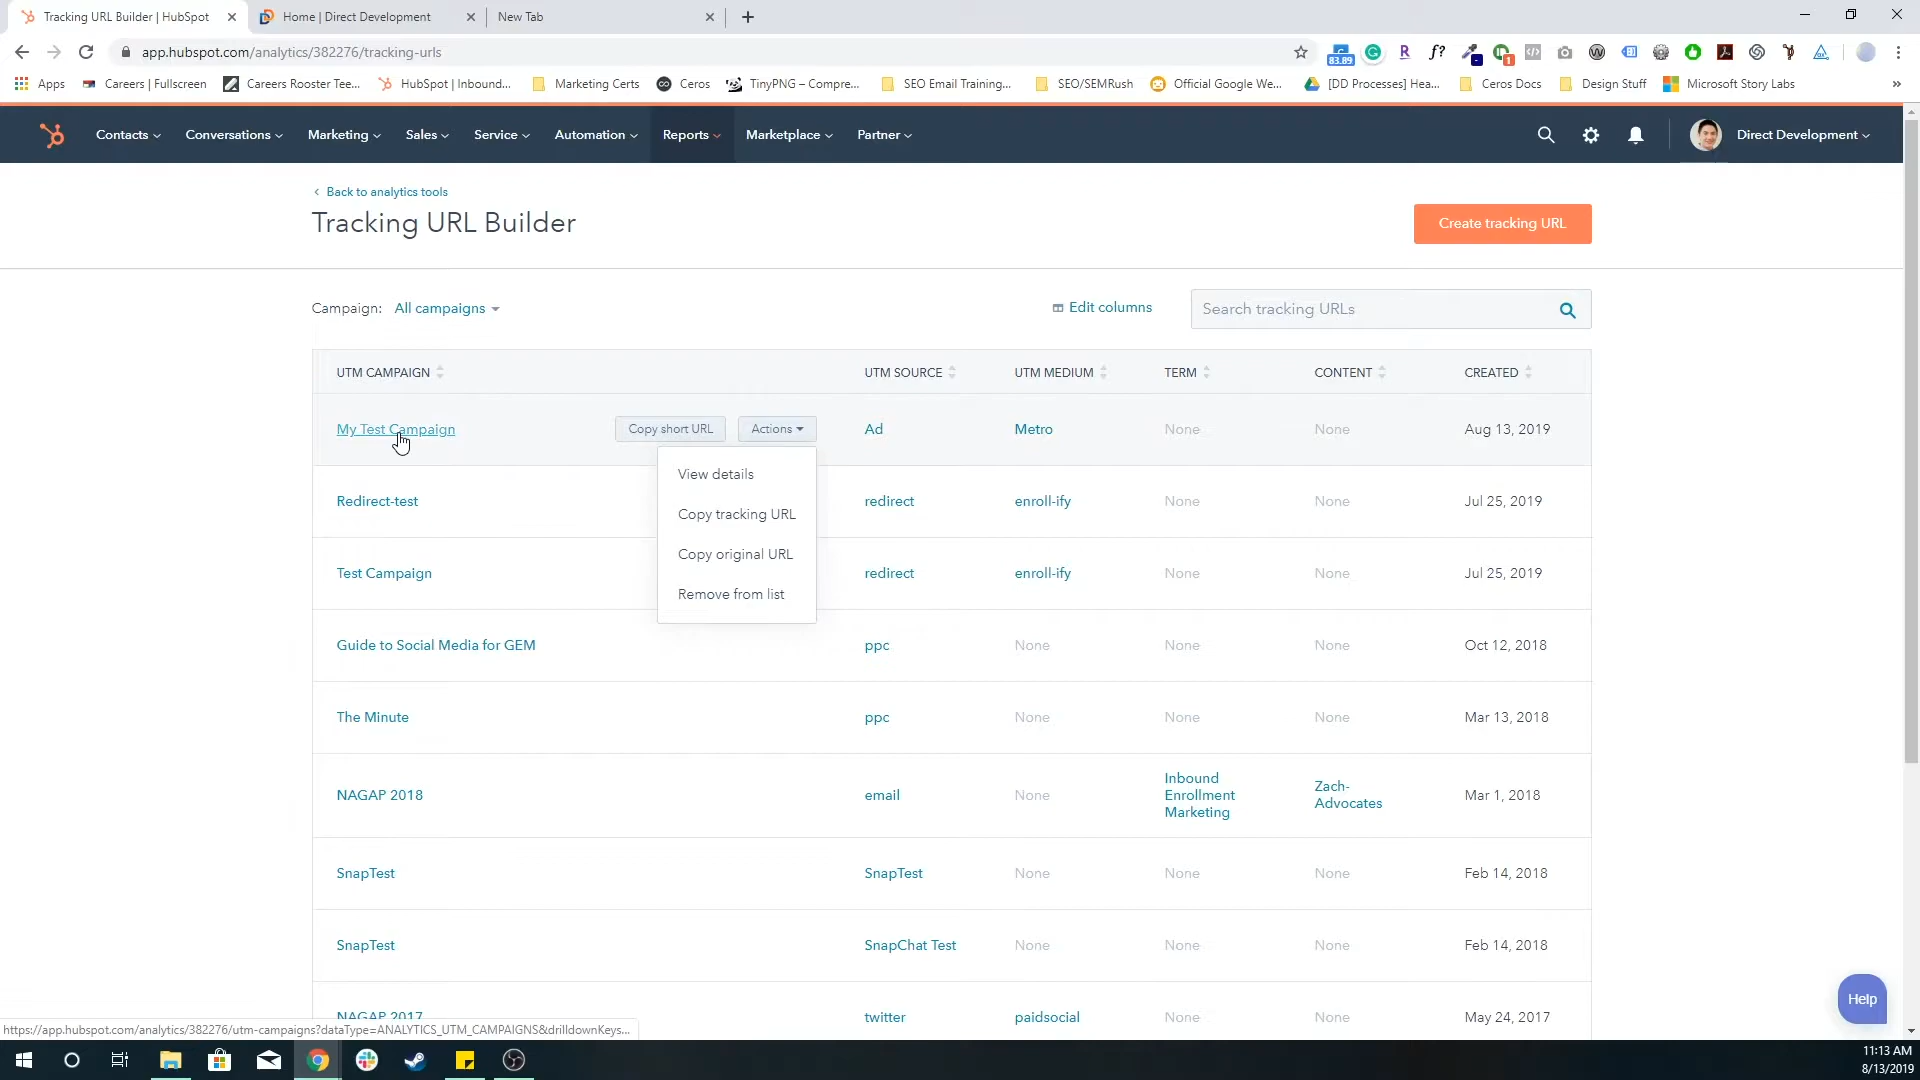 Tracking URL Builder | HubSpot
Home | Direct Development
New Tab
app.hubspot.com/analytics/382276/tracking-urls
f?
83.89
1
Apps
Careers | Fullscreen
Careers Rooster Tee...
HubSpot | Inbound...
Marketing Certs
Ceros
TinyPNG – Compre...
SEO Email Training...
SEO/SEMRush
Official Google We...
[DD Processes] Hea...
Ceros Docs
Design Stuff
Microsoft Story Labs
»
Contacts
Conversations
Marketing
Sales
Service
Automation
Reports
Marketplace
Partner
Direct Development
Back to analytics tools
Tracking URL Builder
Create tracking URL
Campaign: All campaigns
Edit columns
Search tracking URLs
UTM CAMPAIGN UTM SOURCE UTM MEDIUM TERM CONTENT CREATED
My Test Campaign Copy short URL Actions Ad Metro None None Aug 13, 2019
View details
Copy tracking URL
Copy original URL
Remove from list
Redirect-test redirect enroll-ify None None Jul 25, 2019
Test Campaign redirect enroll-ify None None Jul 25, 2019
Guide to Social Media for GEM ppc None None None Oct 12, 2018
The Minute ppc None None None Mar 13, 2018
NAGAP 2018 email None Inbound Enrollment Marketing Zach-Advocates Mar 1, 2018
SnapTest SnapTest None None None Feb 14, 2018
SnapTest SnapChat Test None None None Feb 14, 2018
NAGAP 2017 twitter paidsocial None None May 24, 2017
Help
https://app.hubspot.com/analytics/382276/utm-campaigns?dataType=ANALYTICS_UTM_CAMPAIGNS&drilldownKeys...
11:13 AM
8/13/2019